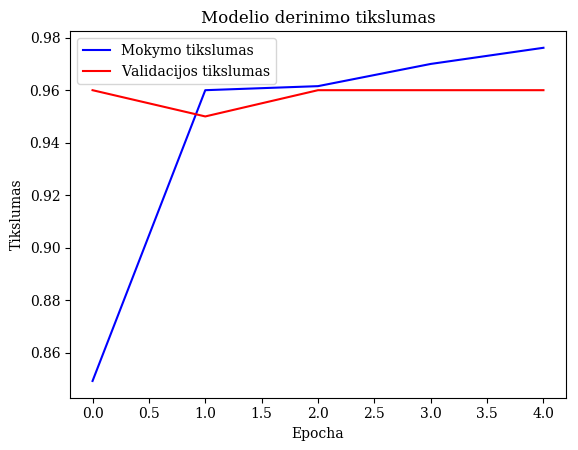 Modelio derinimo tikslumas
Mokymo tikslumas
Validacijos tikslumas
Tikslumas
0.98
0.96
0.94
0.92
0.90
0.88
0.86
0.0 0.5 1.0 1.5 2.0 2.5 3.0 3.5 4.0
Epocha